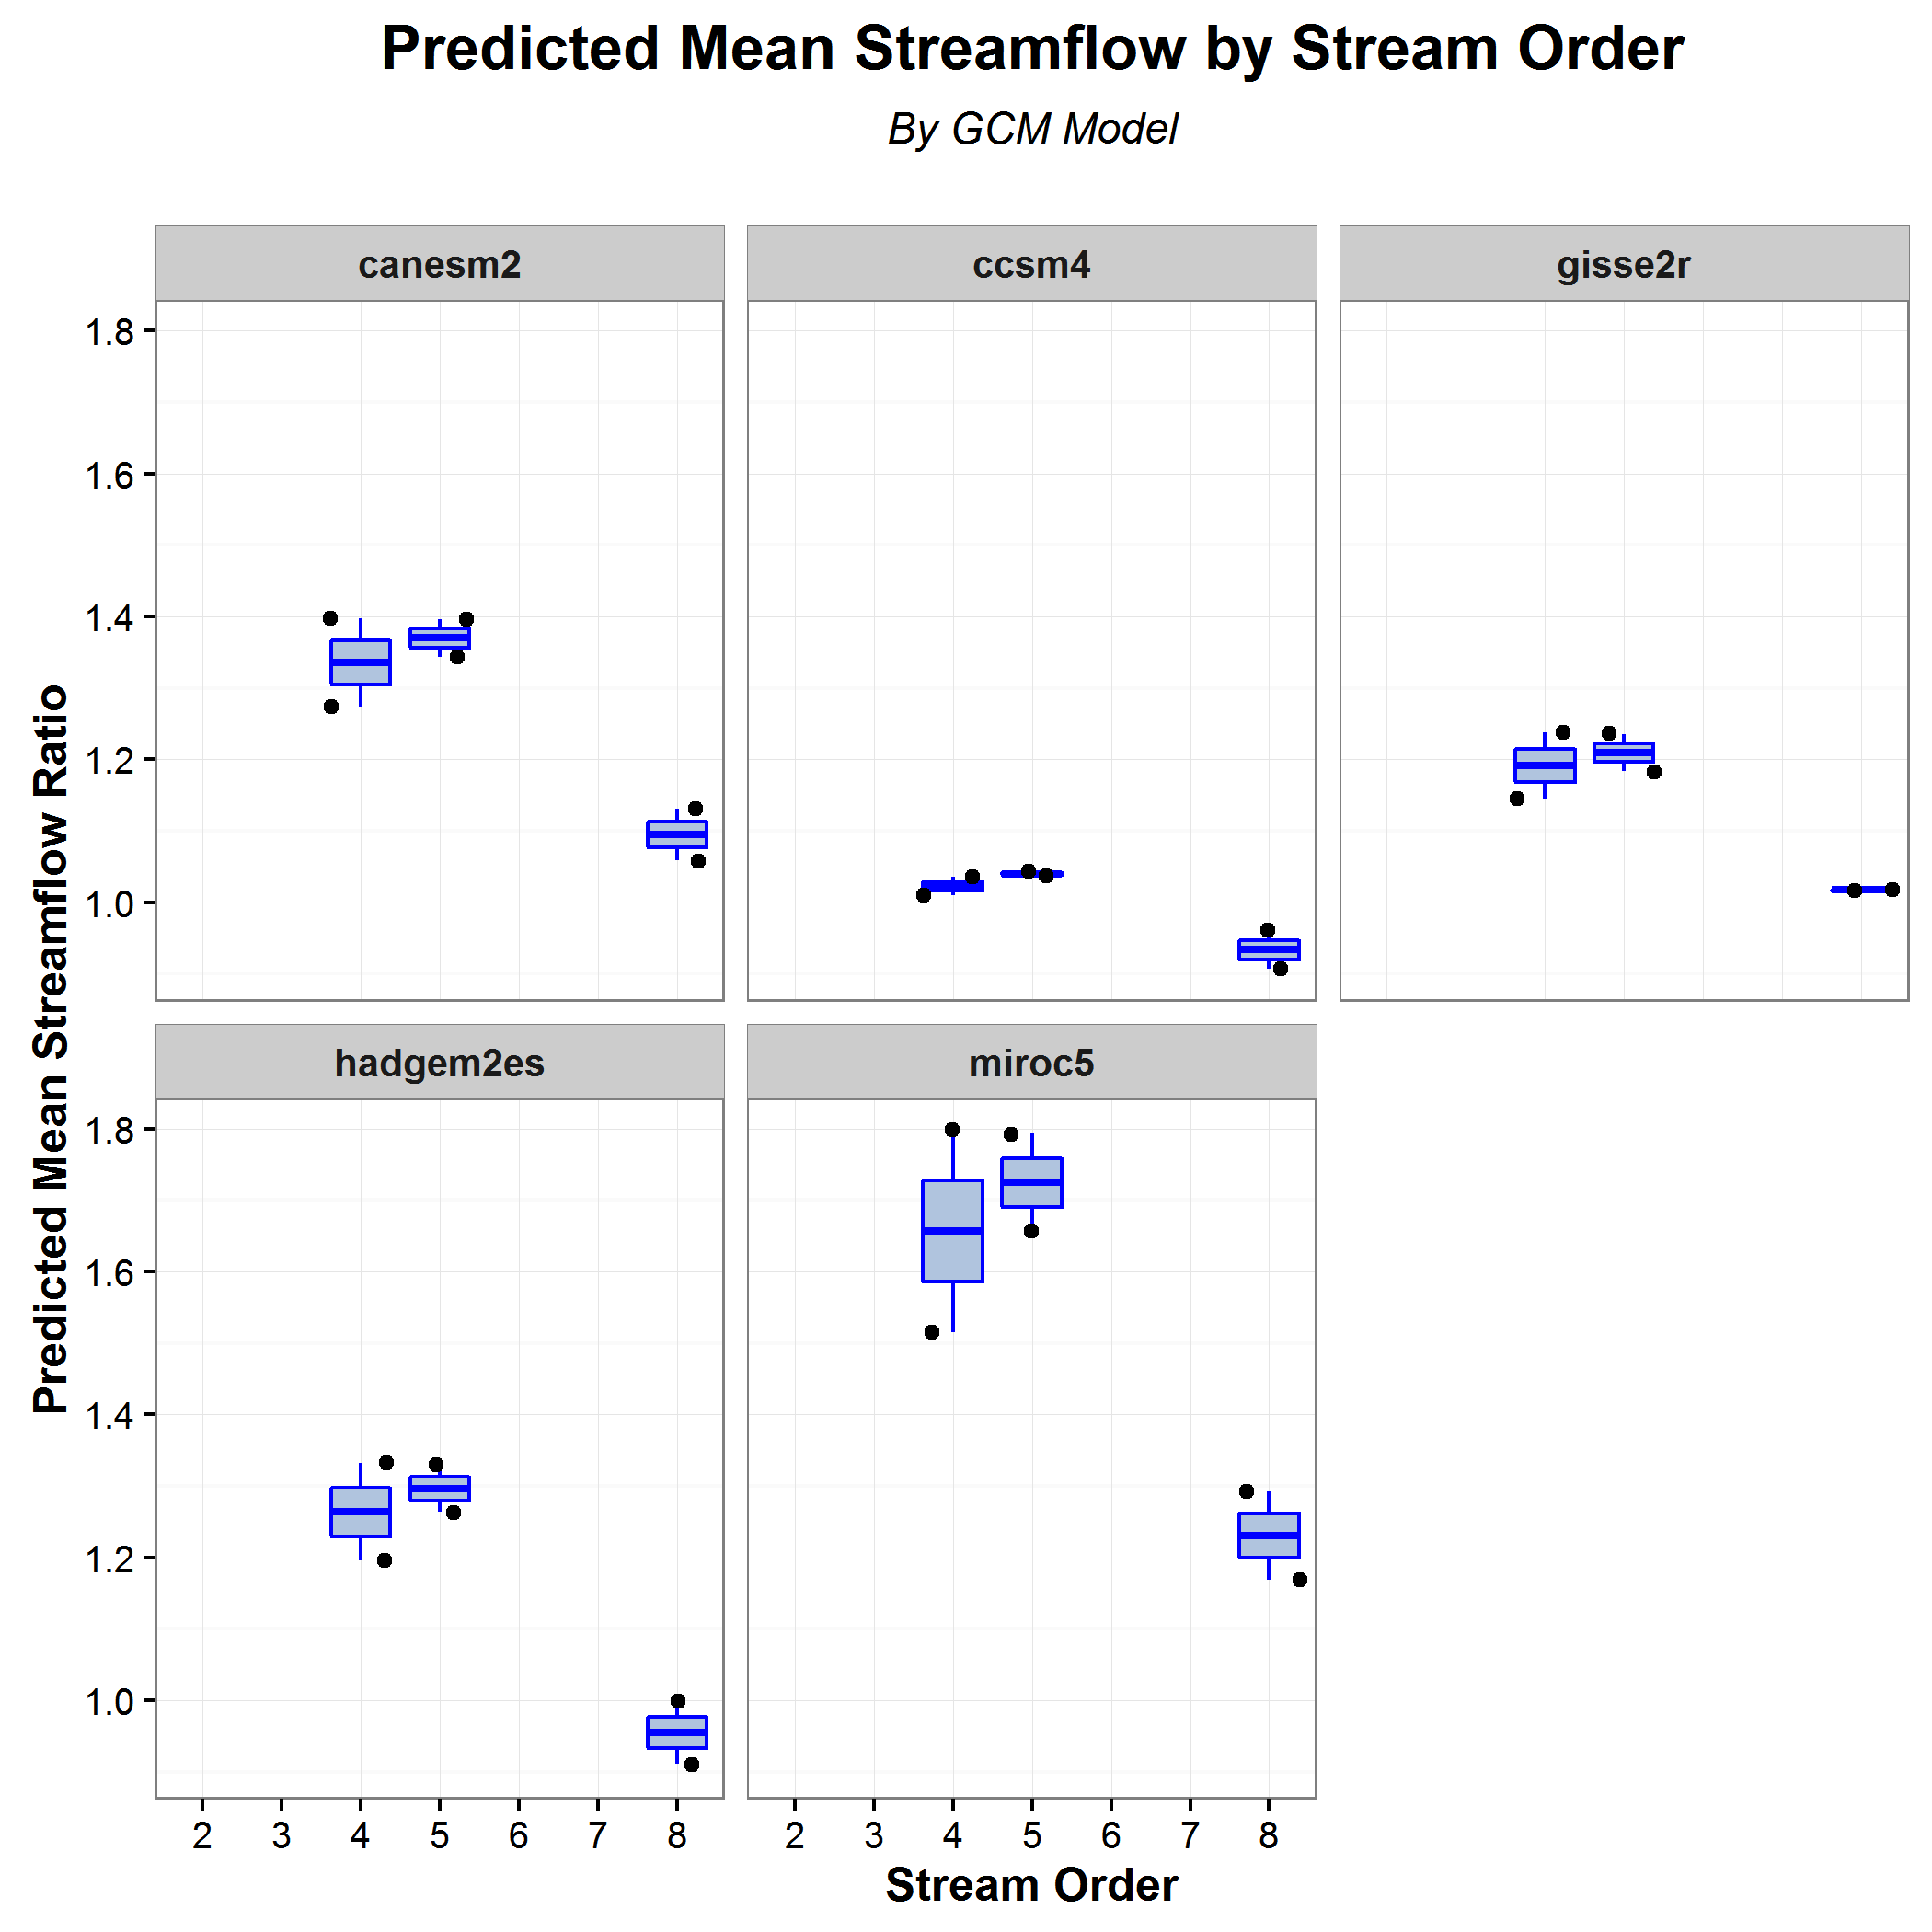 Predicted Mean Streamflow by Stream Order
By GCM Model
canesm2
ccsm4
gisse2r
1.8
1.6
1.4
1.2
1.0
Predicted Mean Streamflow Ratio
hadgem2es
miroc5
1.8
1.6
1.4
1.2
1.0
2 3 4 5 6 7 8
2 3 4 5 6 7 8
Stream Order